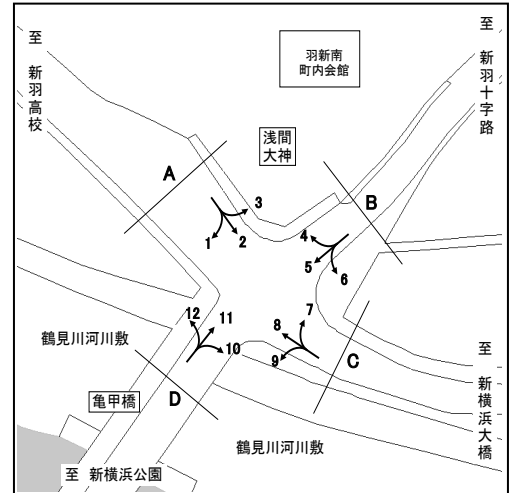 至 新羽高校
羽新南
町内会館
至 新羽十字路
浅間
大神
A
B
3
2
1
4
5
6
12
11
10
7
8
9
C
D
鶴見川河川敷
亀甲橋
至 新横浜大橋
鶴見川河川敷
至 新横浜公園